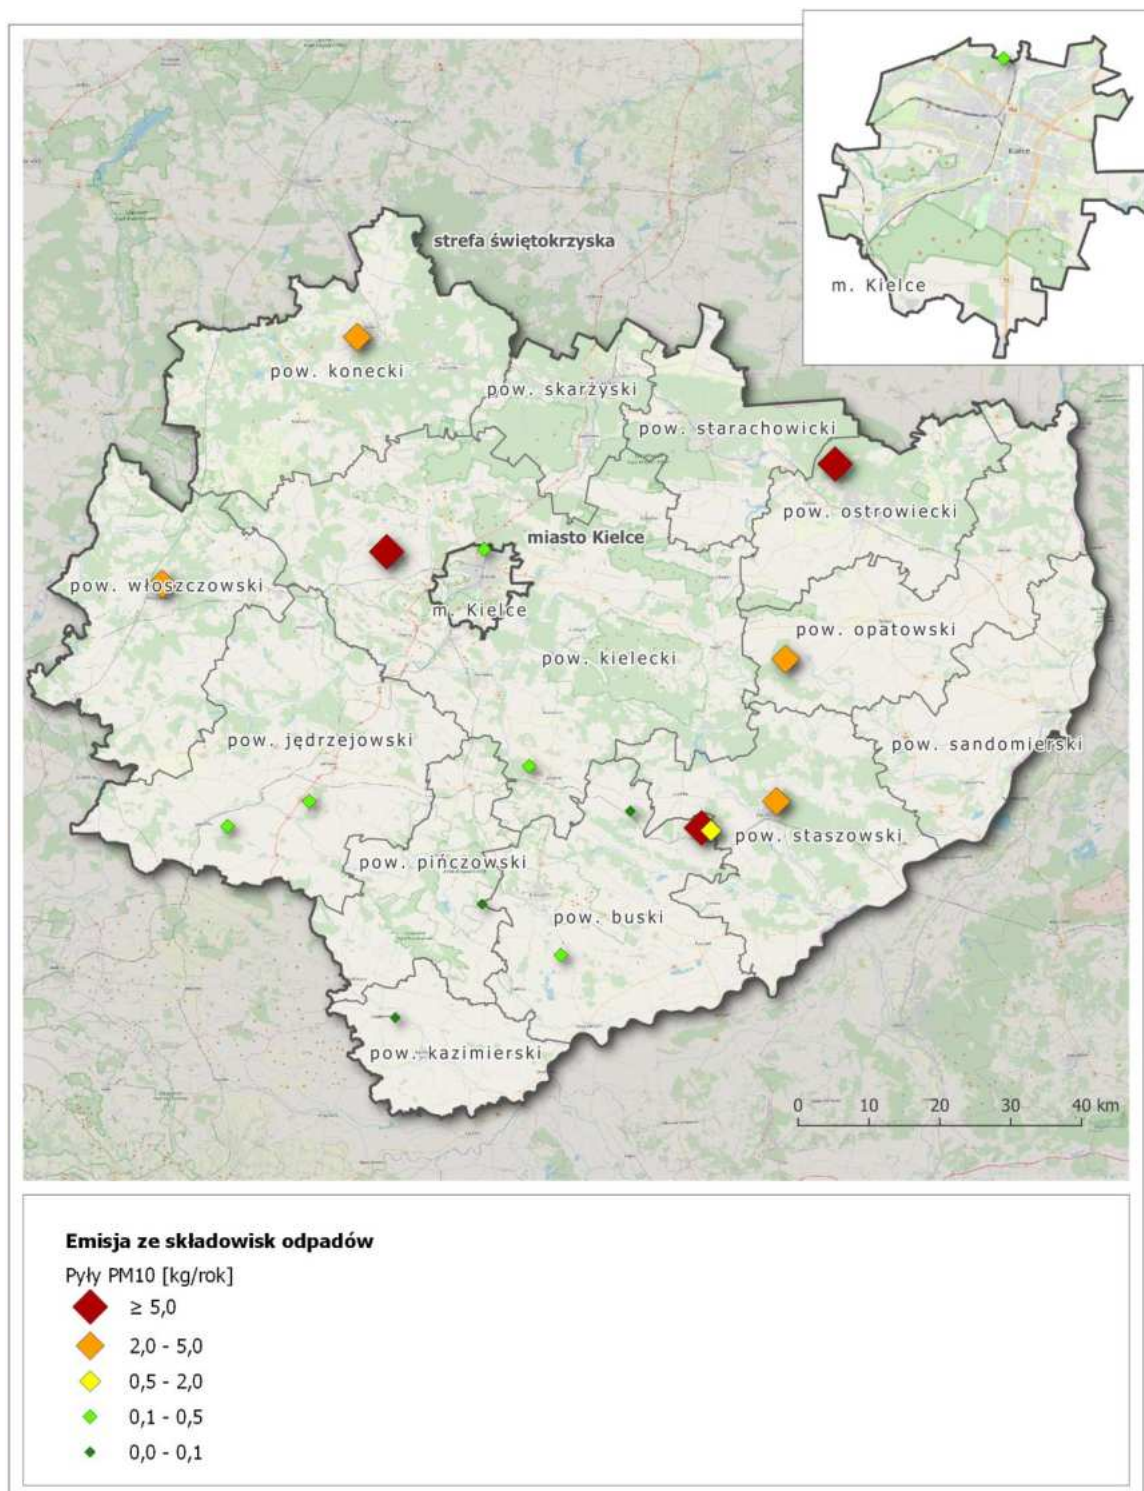 Kielce
m. Kielce
strefa świętokrzyska
pow. konecki
pow. skarżyski
pow. starachowicki
pow. ostrowiecki
miasto Kielce
pow. włoszczowski
m. Kielce
pow. opatowski
pow. kielecki
pow. jędrzejowski
pow. sandomierski
pow. staszowski
pow. pińczowski
pow. buski
pow. kazimierski
0 10 20 30 40 km
Emisja ze składowisk odpadów
Pyły PM10 [kg/rok]
≥ 5,0
2,0 - 5,0
0,5 - 2,0
0,1 - 0,5
0,0 - 0,1